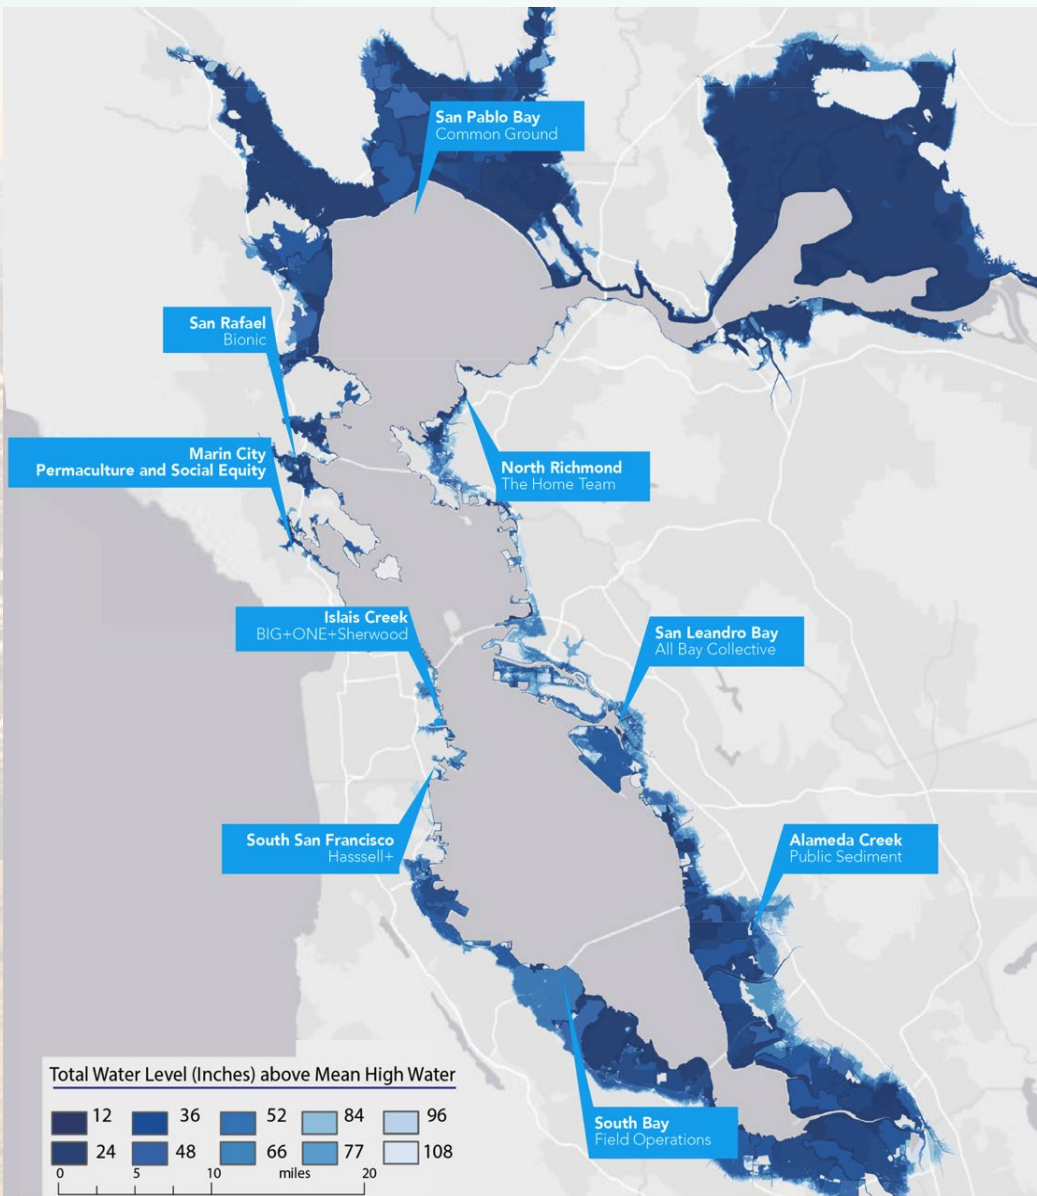 San Pablo Bay
Common Ground
San Rafael
Bionic
Marin City
Permaculture and Social Equity
North Richmond
The Home Team
Islais Creek
BIG+ONE+Sherwood
San Leandro Bay
All Bay Collective
South San Francisco
Hasssell+
Alameda Creek
Public Sediment
South Bay
Field Operations
Total Water Level (Inches) above Mean High Water
12 36 52 84 96
24 48 66 77 108
0 5 10 miles 20